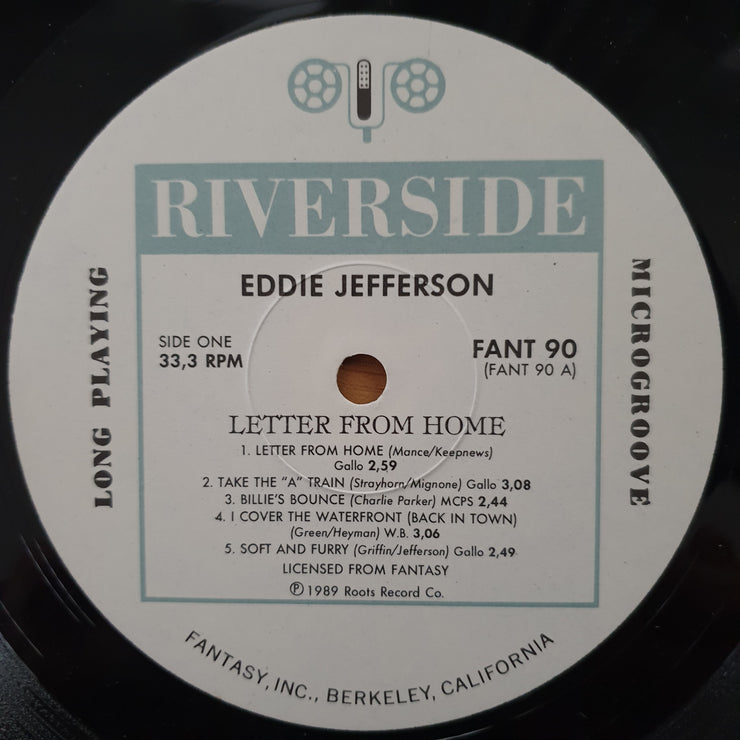 RIVERSIDE
EDDIE JEFFERSON
SIDE ONE
33,3 RPM
FANT 90
(FANT 90 A)
LONG PLAYING
MICROGROOVE
LETTER FROM HOME
1. LETTER FROM HOME (Mance/Keepnews)
Gallo 2,59
2. TAKE THE "A" TRAIN (Strayhorn/Mignone) Gallo 3,08
3. BILLIE'S BOUNCE (Charlie Parker) MCPS 2,44
4. I COVER THE WATERFRONT (BACK IN TOWN)
(Green/Heyman) W.B. 3,06
5. SOFT AND FURRY (Griffin/Jefferson) Gallo 2,49
LICENSED FROM FANTASY
℗ 1989 Roots Record Co.
FANTASY, INC., BERKELEY, CALIFORNIA